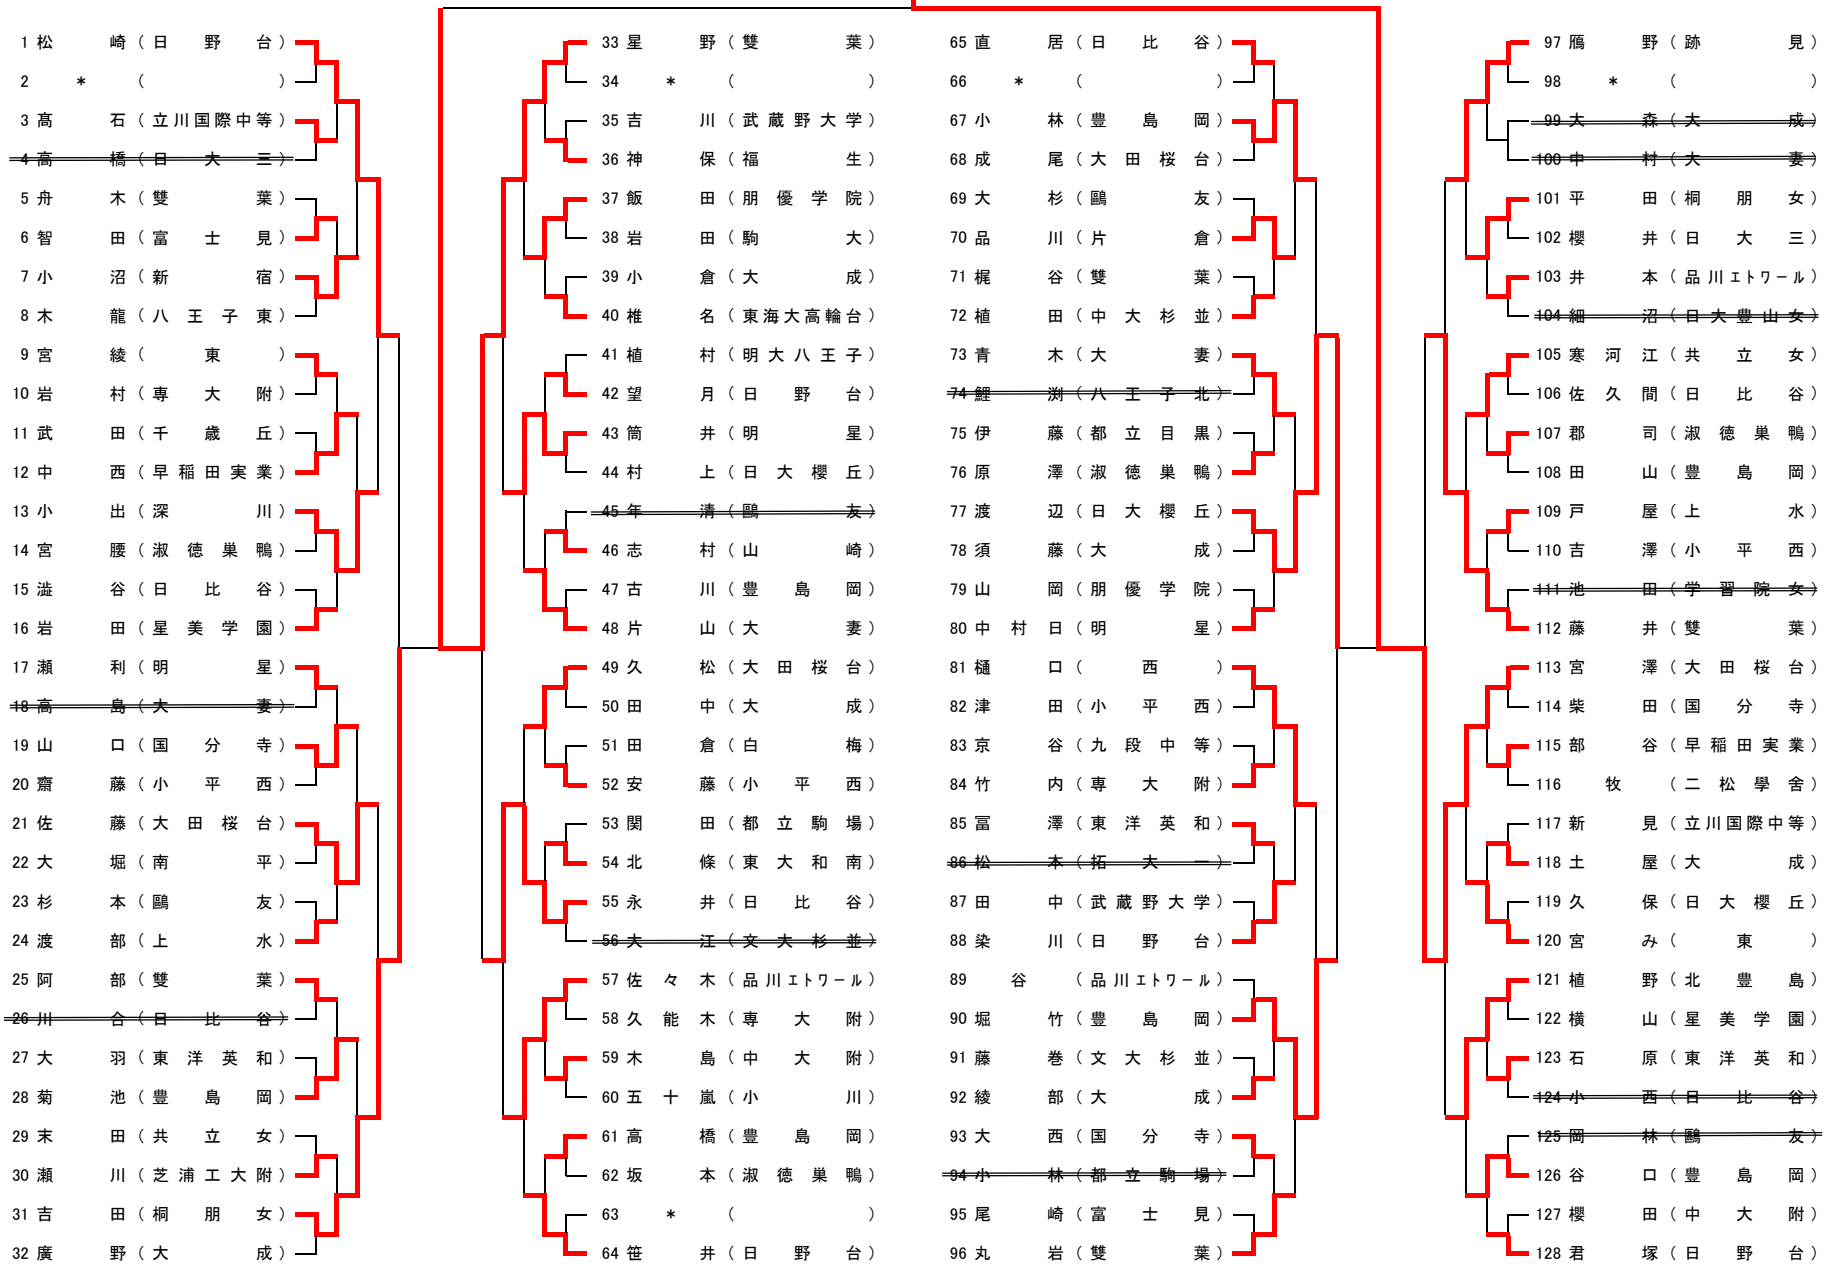 1 松崎（日野台）
2 *（ ）
3 髙石（立川国際中等）
4 高橋（日大三）
5 舟木（雙葉）
6 智田（富士見）
7 小沼（新宿）
8 木龍（八王子東）
9 宮綾（東）
10 岩村（専大附）
11 武田（千歳丘）
12 中西（早稲田実業）
13 小出（深川）
14 宮腰（淑徳巣鴨）
15 澁谷（日比谷）
16 岩田（星美学園）
17 瀬利（明星）
18 高島（大妻）
19 山口（国分寺）
20 齋藤（小平西）
21 佐藤（大田桜台）
22 大堀（南平）
23 杉本（鷗友）
24 渡部（上水）
25 阿部（雙葉）
26 川合（日比谷）
27 大羽（東洋英和）
28 菊池（豊島岡）
29 末田（共立女）
30 瀬川（芝浦工大附）
31 吉田（桐朋女）
32 廣野（大成）
33 星野（雙葉）
34 *（ ）
35 吉川（武蔵野大学）
36 神保（福生）
37 飯田（朋優学院）
38 岩田（駒大）
39 小倉（大成）
40 椎名（東海大高輪台）
41 植村（明大八王子）
42 望月（日野台）
43 筒井（明星）
44 村上（日大櫻丘）
45 年清（鷗友）
46 志村（山崎）
47 古川（豊島岡）
48 片山（大妻）
49 久松（大田桜台）
50 田中（大成）
51 田倉（白梅）
52 安藤（小平西）
53 関田（都立駒場）
54 北條（東大和南）
55 永井（日比谷）
56 大江（文大杉並）
57 佐々木（品川エトワール）
58 久能木（専大附）
59 木島（中大附）
60 五十嵐（小川）
61 高橋（豊島岡）
62 坂本（淑徳巣鴨）
63 *（ ）
64 笹井（日野台）
65 直居（日比谷）
66 *（ ）
67 小林（豊島岡）
68 成尾（大田桜台）
69 大杉（鷗友）
70 品川（片倉）
71 梶谷（雙葉）
72 植田（中大杉並）
73 青木（大妻）
74 鯉渕（八王子北）
75 伊藤（都立目黒）
76 原澤（淑徳巣鴨）
77 渡辺（日大櫻丘）
78 須藤（大成）
79 山岡（朋優学院）
80 中村日（明星）
81 樋口（西）
82 津田（小平西）
83 京谷（九段中等）
84 竹内（専大附）
85 冨澤（東洋英和）
86 松本（拓大一）
87 田中（武蔵野大学）
88 染川（日野台）
89 谷（品川エトワール）
90 堀竹（豊島岡）
91 藤巻（文大杉並）
92 綾部（大成）
93 大西（国分寺）
94 小林（都立駒場）
95 尾崎（富士見）
96 丸岩（雙葉）
97 鴈野（跡見）
98 *（ ）
99 大森（大成）
100 中村（大妻）
101 平田（桐朋女）
102 櫻井（日大三）
103 井本（品川エトワール）
104 細沼（日大豊山女）
105 寒河江（共立女）
106 佐久間（日比谷）
107 郡司（淑徳巣鴨）
108 田山（豊島岡）
109 戸屋（上水）
110 吉澤（小平西）
111 池田（学習院女）
112 藤井（雙葉）
113 宮澤（大田桜台）
114 柴田（国分寺）
115 部谷（早稲田実業）
116 牧（二松學舎）
117 新見（立川国際中等）
118 土屋（大成）
119 久保（日大櫻丘）
120 宮み（東）
121 植野（北豊島）
122 横山（星美学園）
123 石原（東洋英和）
124 小西（日比谷）
125 岡林（鷗友）
126 谷口（豊島岡）
127 櫻田（中大附）
128 君塚（日野台）